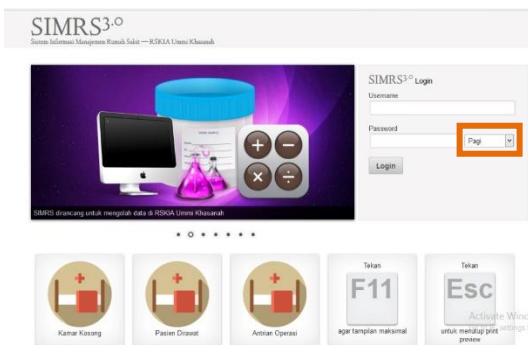 SIMRS3.0
Sistem Informasi Manajemen Rumah Sakit — RSKIA Ummi Khasanah
SIMRS3.0 Login
Username
Password
Pagi
Login
SIMRS dirancang untuk mengolah data di RSKIA Ummi Khasanah
Kamar Kosong
Pasien Dirawat
Antrian Operasi
Tekan
F11
agar tampilan maksimal
Tekan
Esc
untuk menutup print
preview
Activate Wind
settings